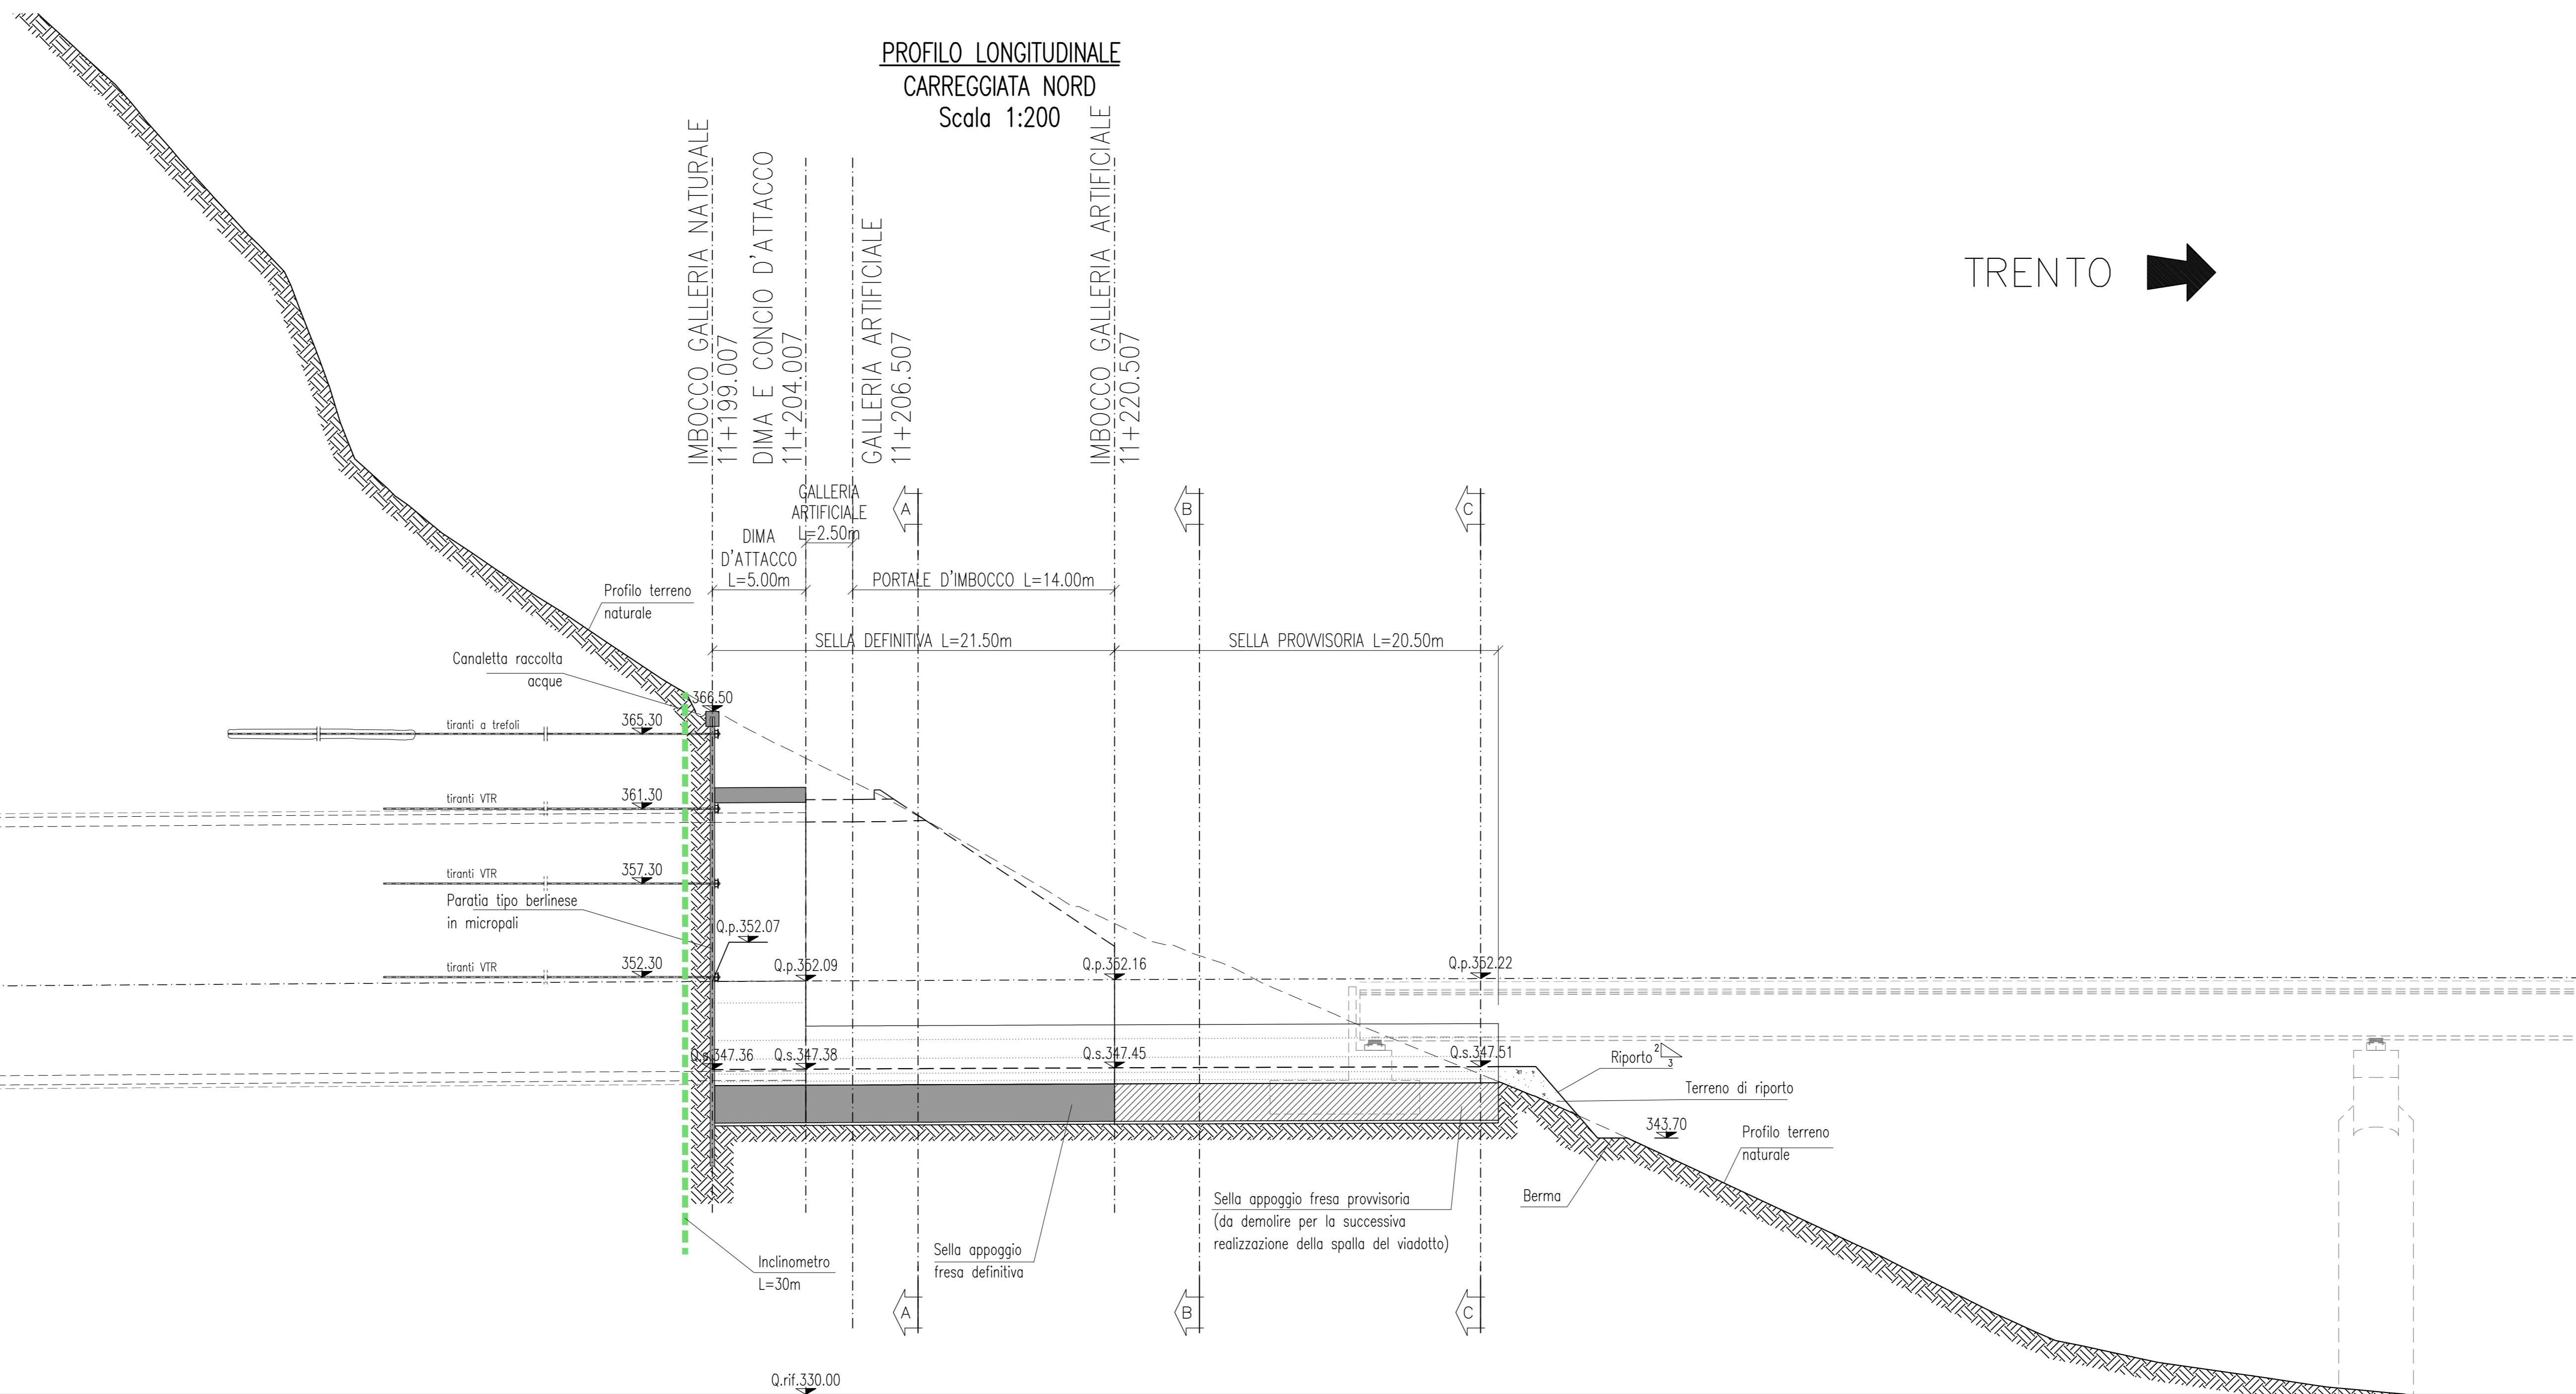 PROFILO LONGITUDINALE
CARREGGIATA NORD
Scala 1:200
IMBOCCO GALLERIA NATURALE
11+199.007
DIMA E CONCIO D'ATTACCO
11+204.007
GALLERIA ARTIFICIALE
11+206.507
IMBOCCO GALLERIA ARTIFICIALE
11+220.507
TRENTO
GALLERIA
ARTIFICIALE
L=2.50m
A
B
C
DIMA
D'ATTACCO
L=5.00m
PORTALE D'IMBOCCO L=14.00m
Profilo terreno
naturale
SELLA DEFINITIVA L=21.50m
SELLA PROVVISORIA L=20.50m
Canaletta raccolta
acque
366.50
tiranti a trefoli
365.30
tiranti VTR
361.30
tiranti VTR
357.30
Paratia tipo berlinese
in micropali
Q.p.352.07
tiranti VTR
352.30
Q.p.352.09
Q.p.352.16
Q.p.352.22
Q.s.347.36
Q.s.347.38
Q.s.347.45
Q.s.347.51
Riporto
2
3
Terreno di riporto
343.70
Profilo terreno
naturale
Berma
Sella appoggio fresa provvisoria
(da demolire per la successiva
realizzazione della spalla del viadotto)
Sella appoggio
fresa definitiva
Inclinometro
L=30m
A
B
C
Q.rif.330.00